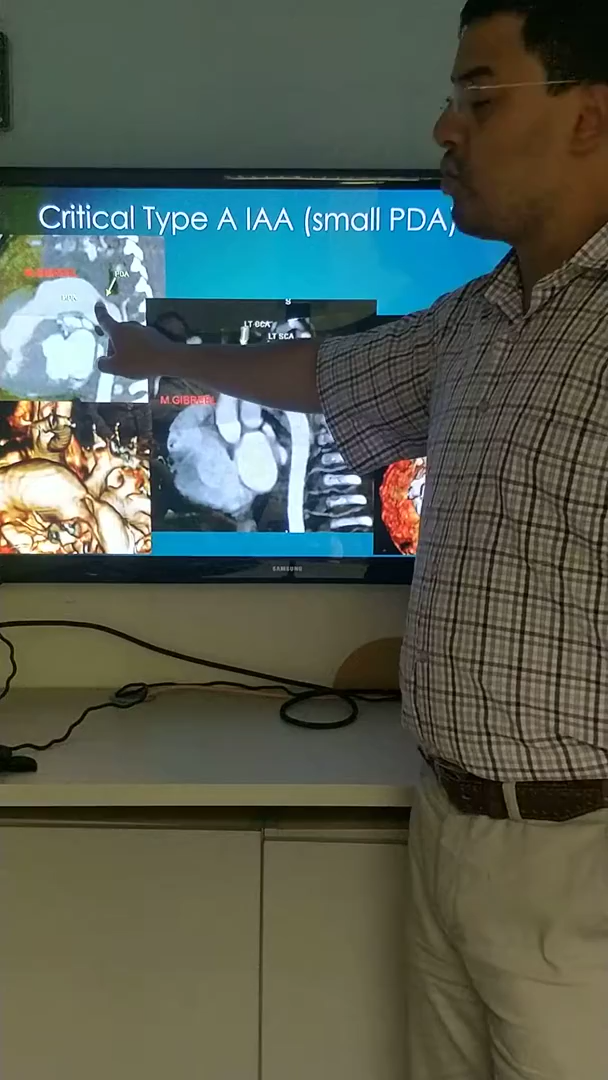 Critical Type A IAA (small PDA)
M.GIBREEL
PDA
S
LT CCA
LT SCA
M.GIBREEL
SAMSUNG